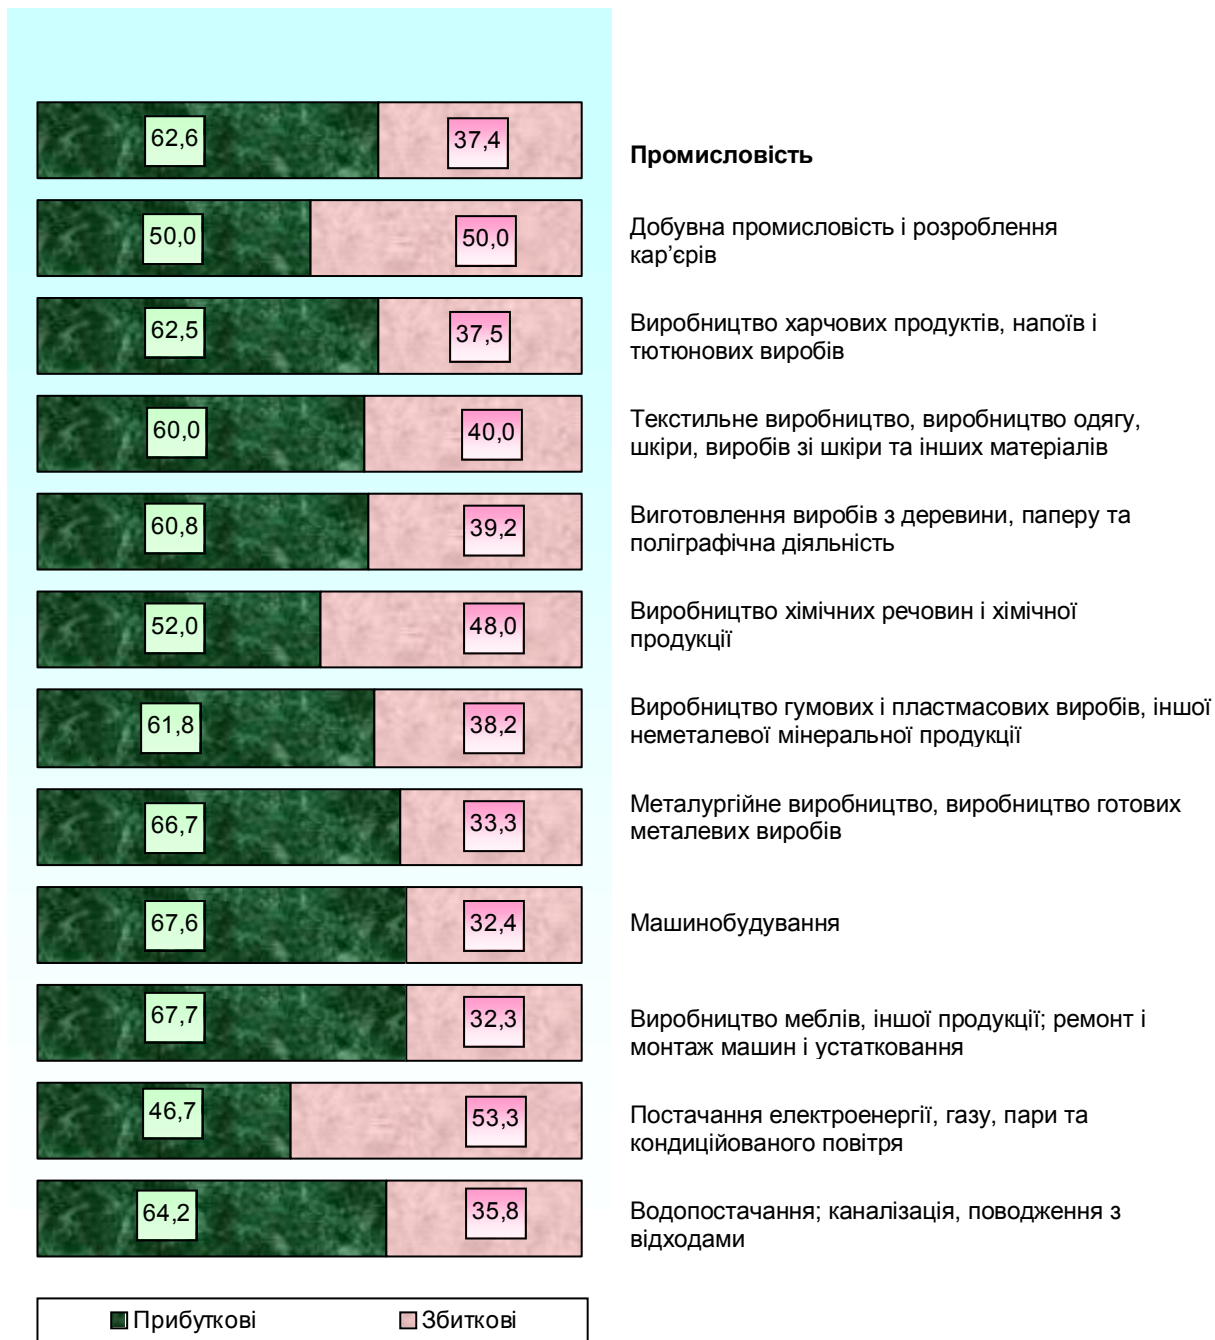 62,6 37,4
Промисловість
50,0 50,0
Добувна промисловість і розроблення
кар’єрів
62,5 37,5
Виробництво харчових продуктів, напоїв і
тютюнових виробів
60,0 40,0
Текстильне виробництво, виробництво одягу,
шкіри, виробів зі шкіри та інших матеріалів
60,8 39,2
Виготовлення виробів з деревини, паперу та
поліграфічна діяльність
52,0 48,0
Виробництво хімічних речовин і хімічної
продукції
61,8 38,2
Виробництво гумових і пластмасових виробів, іншої
неметалевої мінеральної продукції
66,7 33,3
Металургійне виробництво, виробництво готових
металевих виробів
67,6 32,4
Машинобудування
67,7 32,3
Виробництво меблів, іншої продукції; ремонт і
монтаж машин і устатковання
46,7 53,3
Постачання електроенергії, газу, пари та
кондиційованого повітря
64,2 35,8
Водопостачання; каналізація, поводження з
відходами
Прибуткові Збиткові